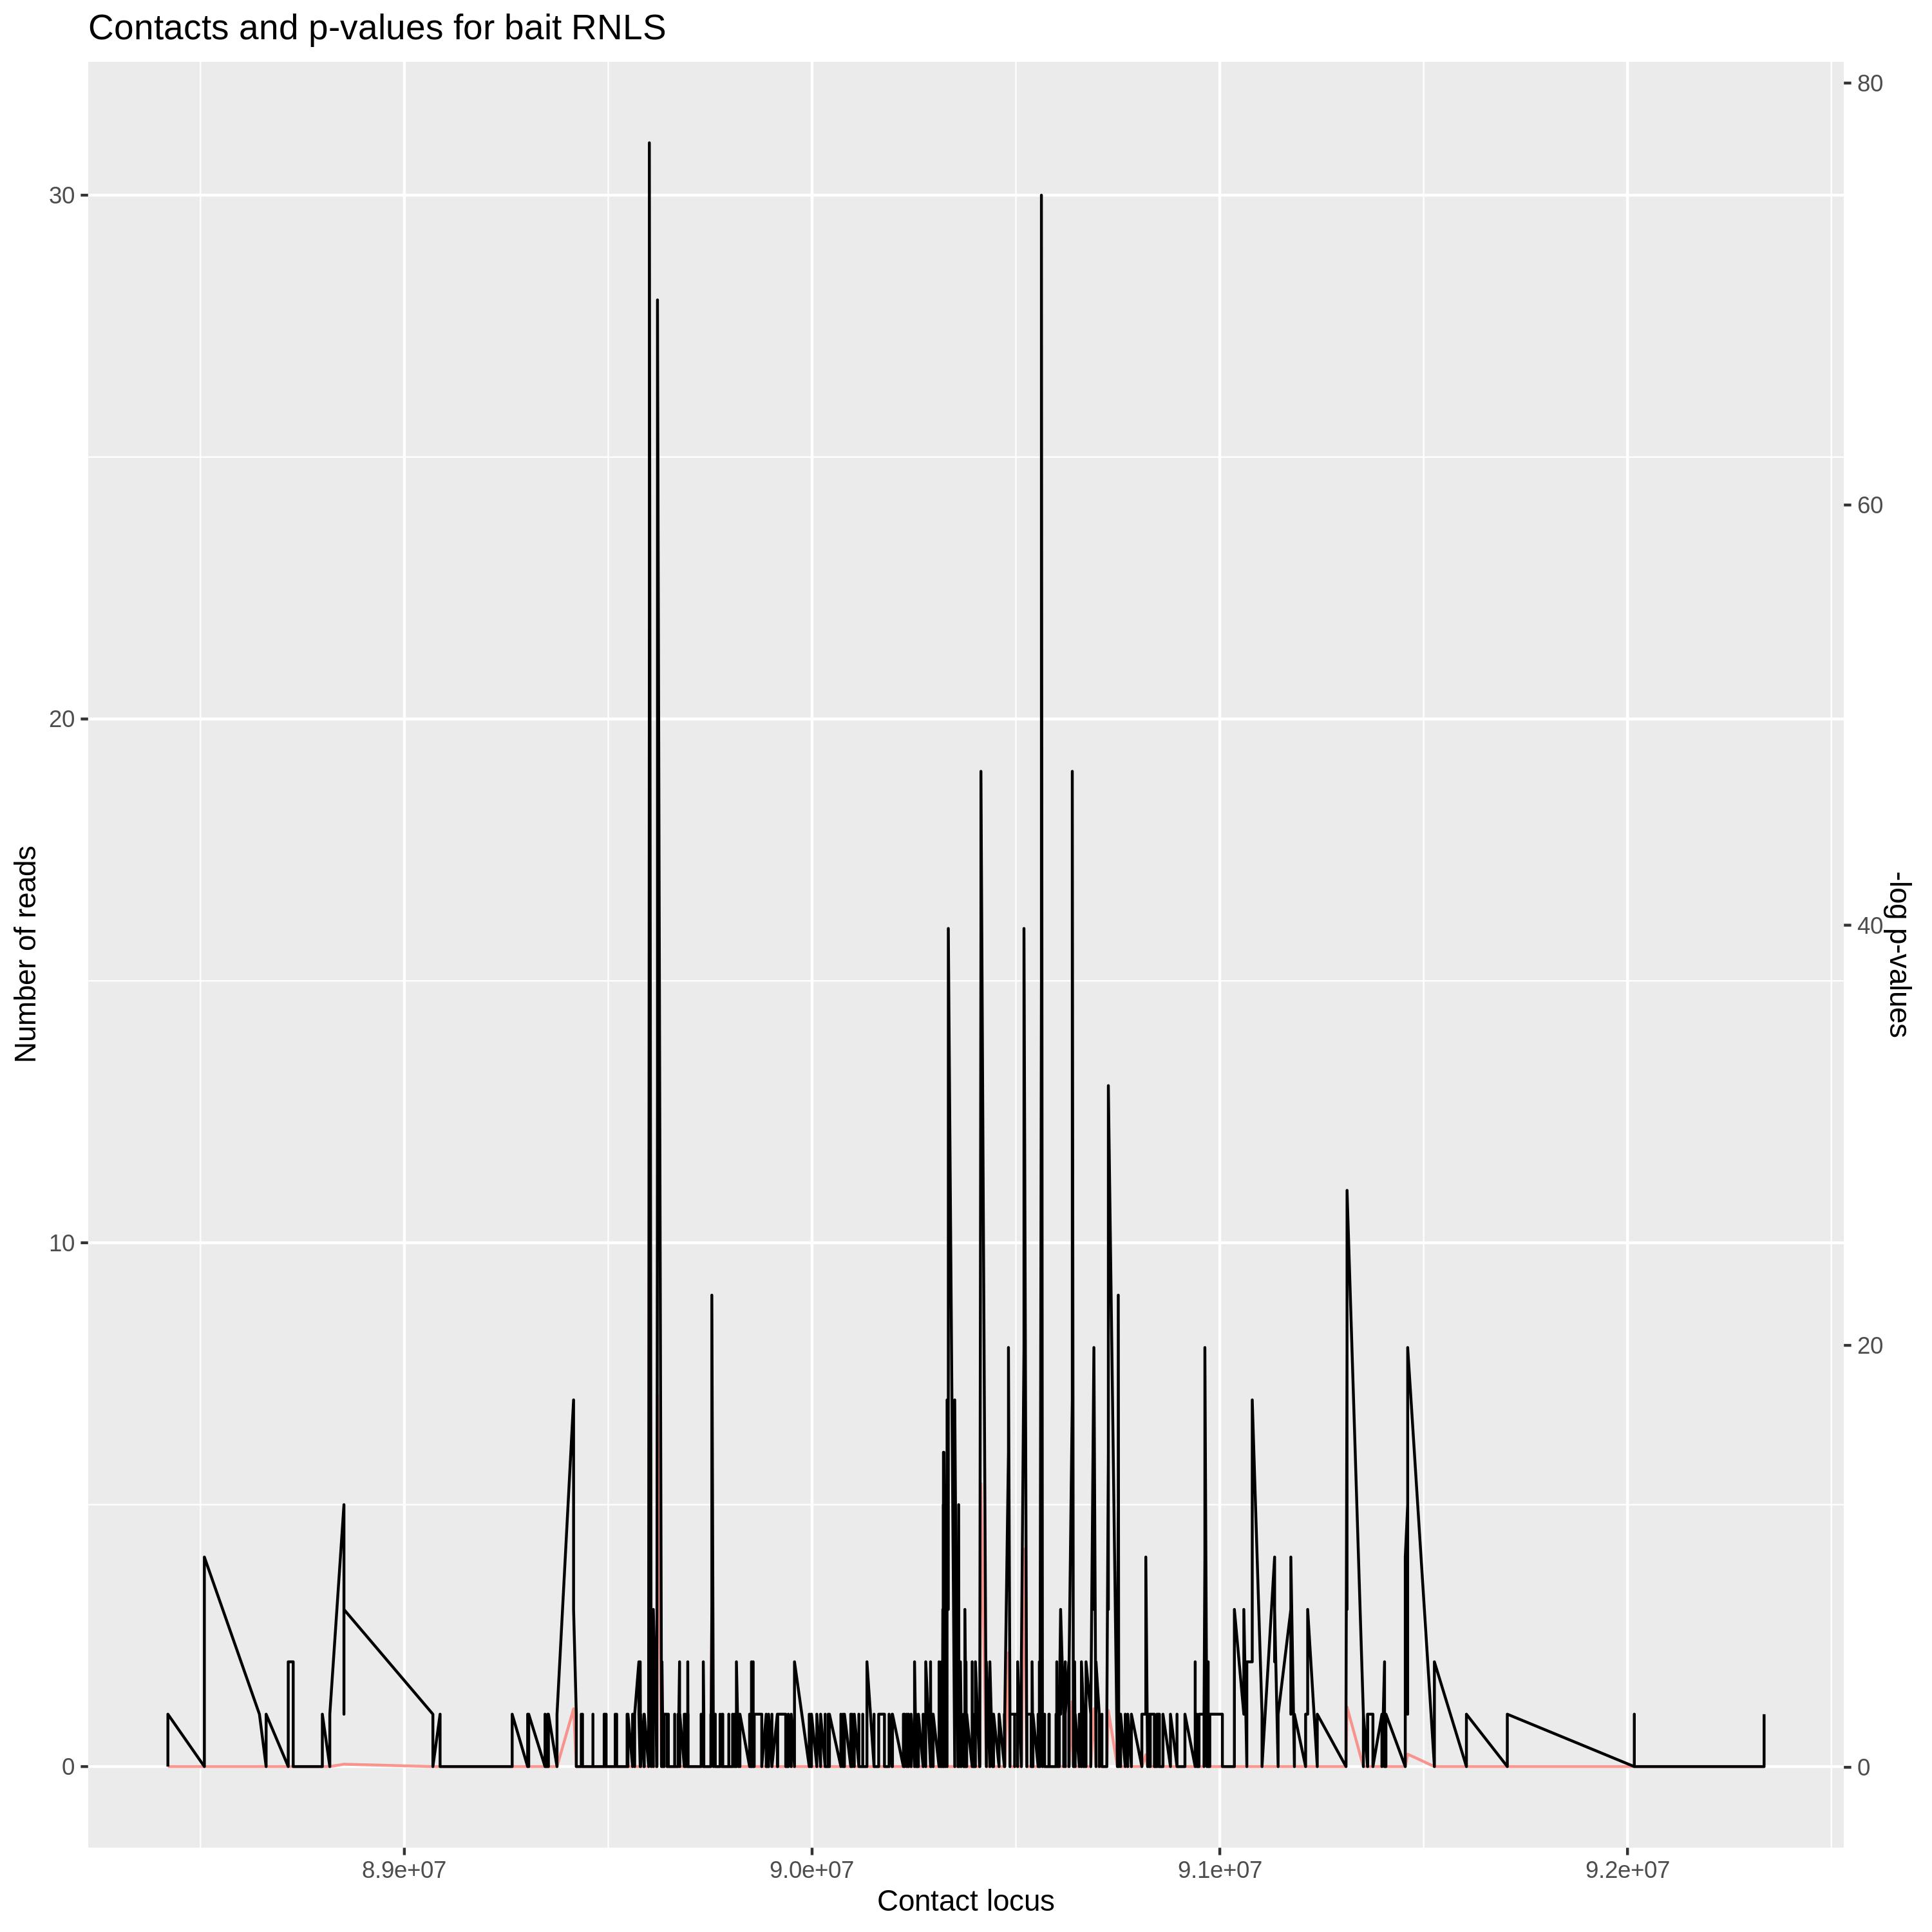 Contacts and p-values for bait RNLS
80
30
60
20
Number of reads
-log p-values
40
10
20
0
0
8.9e+07
9.0e+07
9.1e+07
9.2e+07
Contact locus